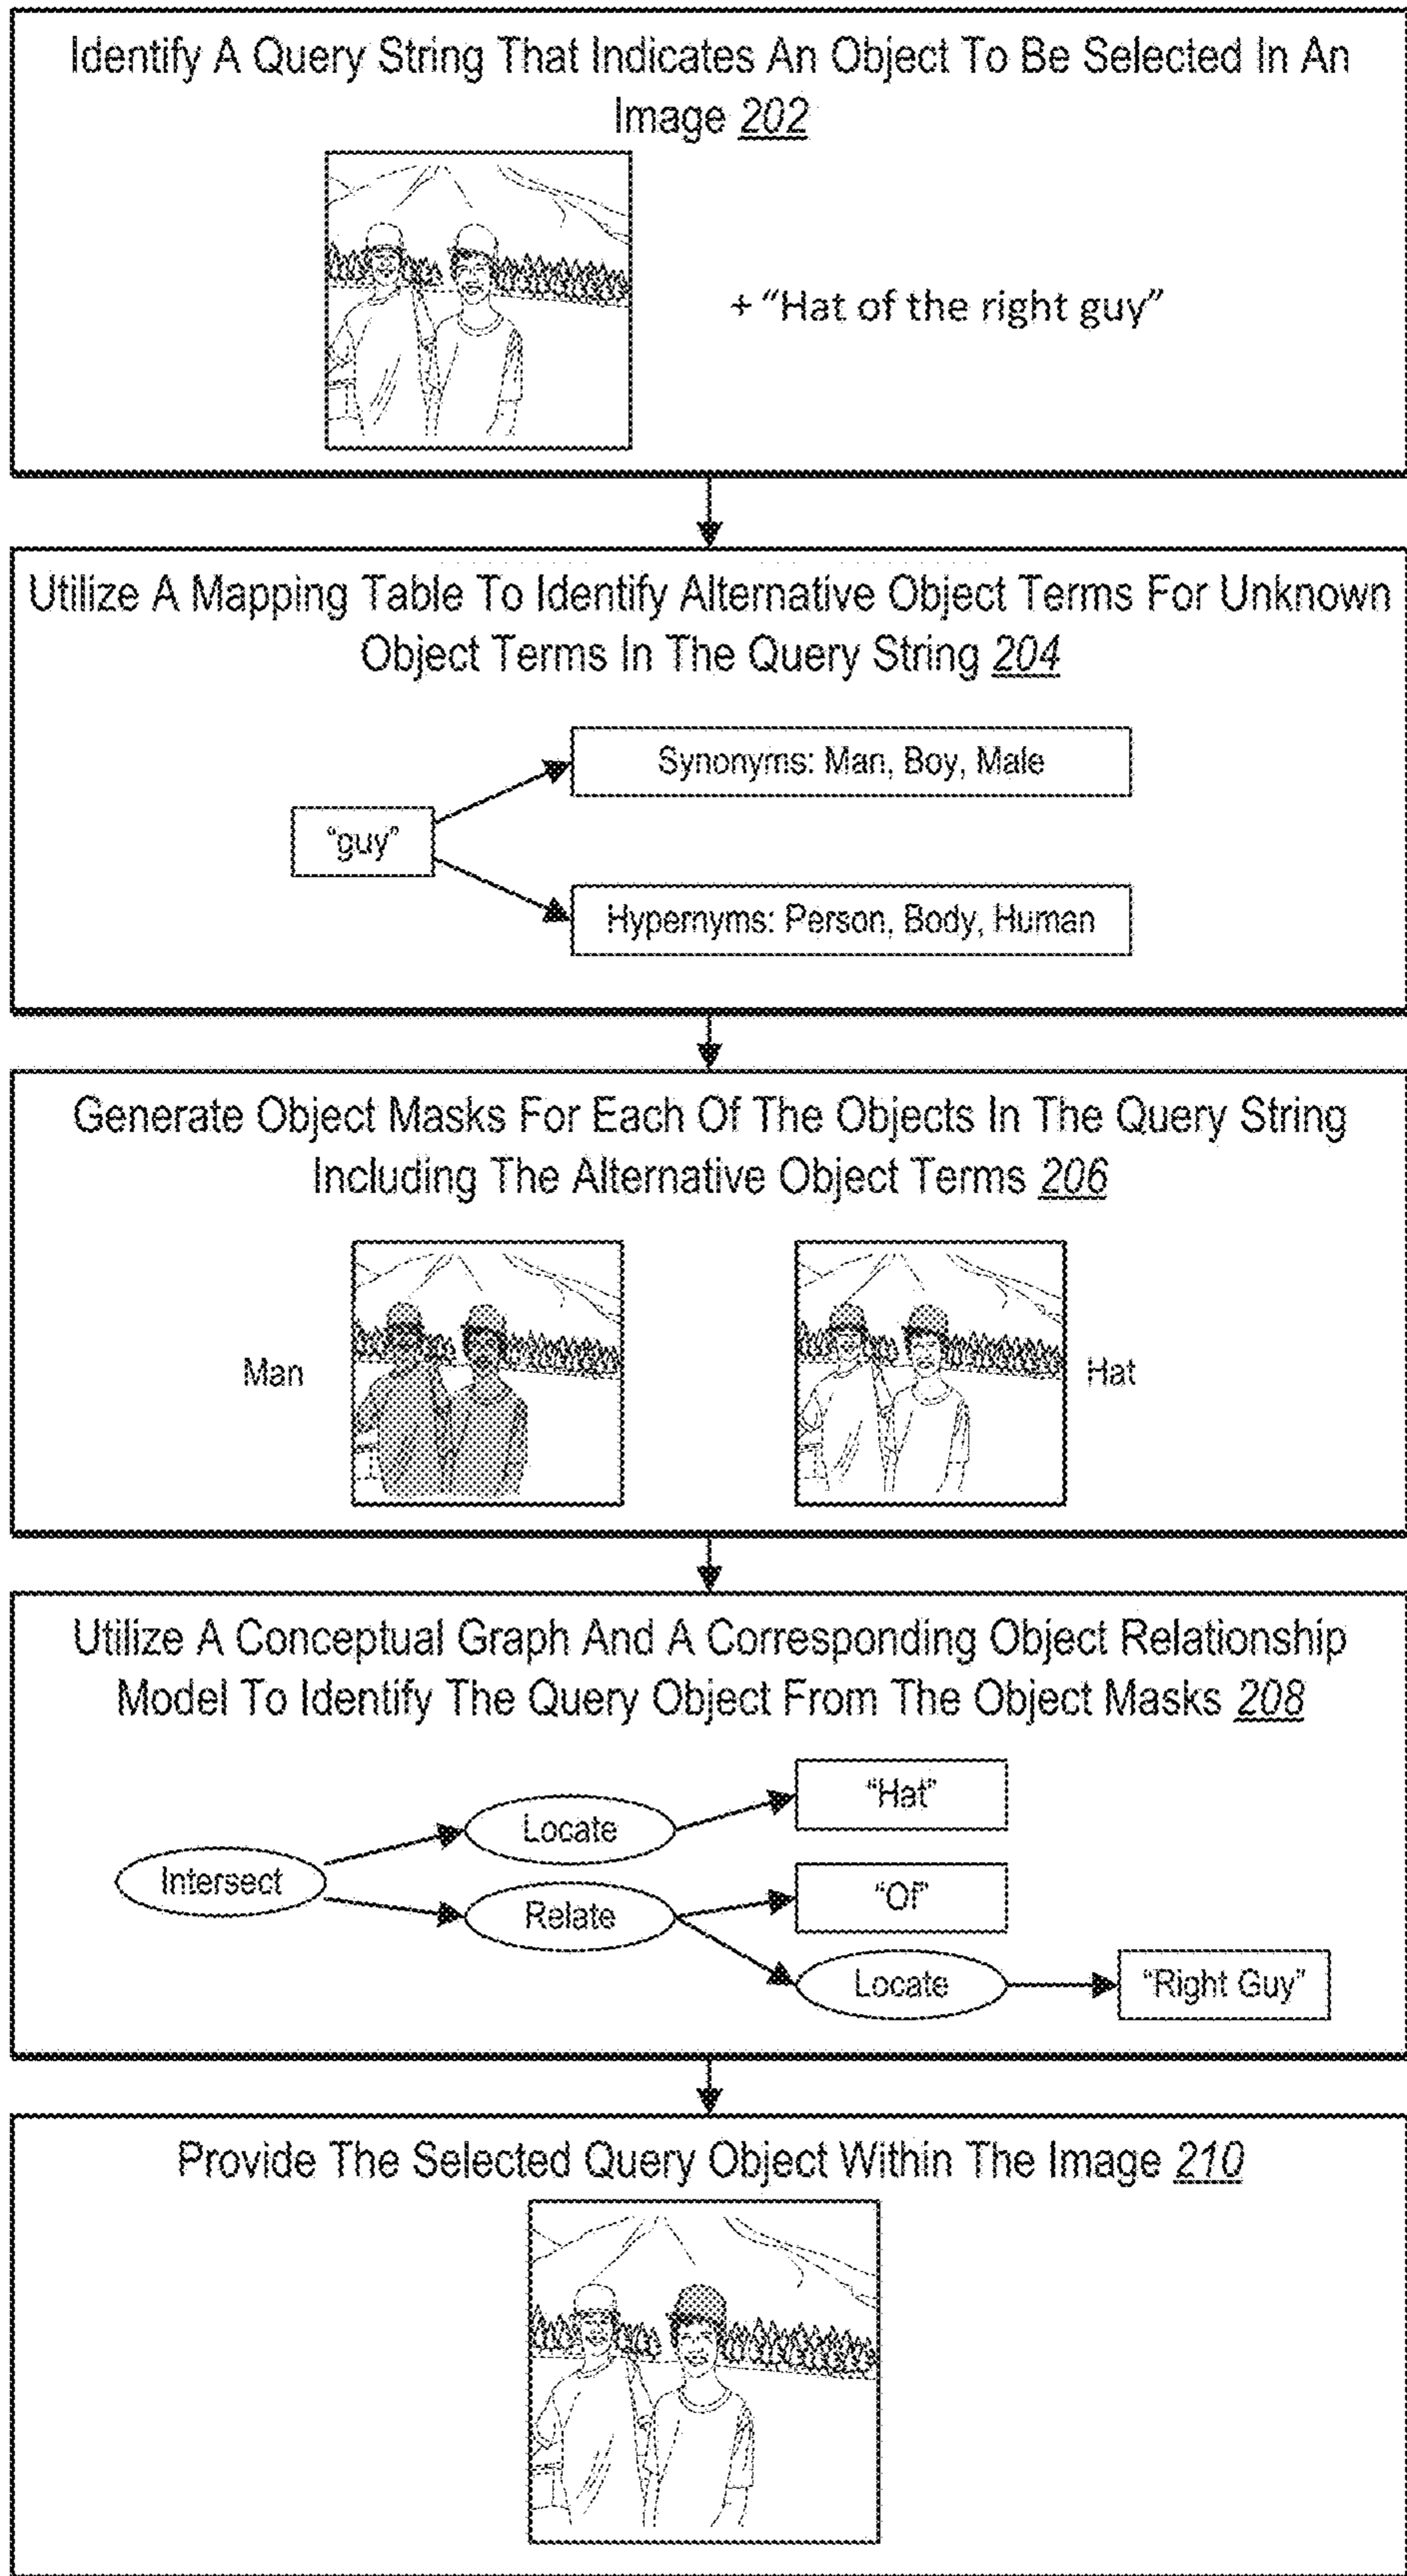 Identify A Query String That Indicates An Object To Be Selected In An
Image 202
+ “Hat of the right guy”
Utilize A Mapping Table To Identify Alternative Object Terms For Unknown
Object Terms In The Query String 204
Synonyms: Man, Boy, Male
“guy”
Hypernyms: Person, Body, Human
Generate Object Masks For Each Of The Objects In The Query String
Including The Alternative Object Terms 206
Man
Hat
Utilize A Conceptual Graph And A Corresponding Object Relationship
Model To Identify The Query Object From The Object Masks 208
“Hat”
Locate
Intersect
“Of”
Relate
Locate
“Right Guy”
Provide The Selected Query Object Within The Image 210